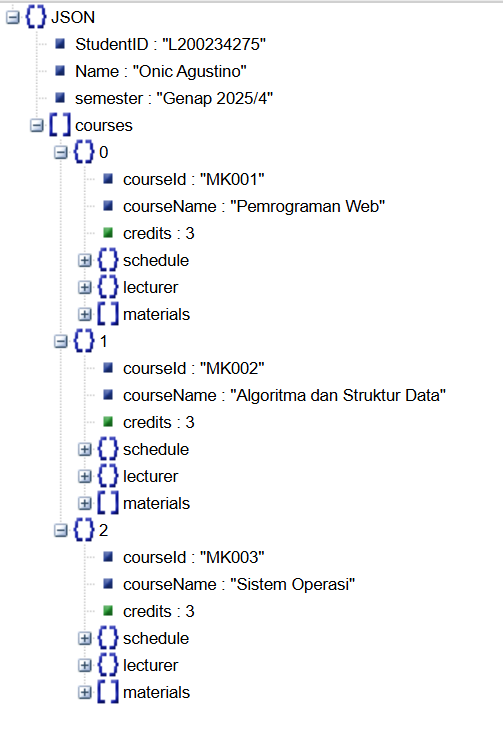 JSON
StudentID : "L200234275"
Name : "Onic Agustino"
semester : "Genap 2025/4"
courses
0
courseId : "MK001"
courseName : "Pemrograman Web"
credits : 3
schedule
lecturer
materials
1
courseId : "MK002"
courseName : "Algoritma dan Struktur Data"
credits : 3
schedule
lecturer
materials
2
courseId : "MK003"
courseName : "Sistem Operasi"
credits : 3
schedule
lecturer
materials